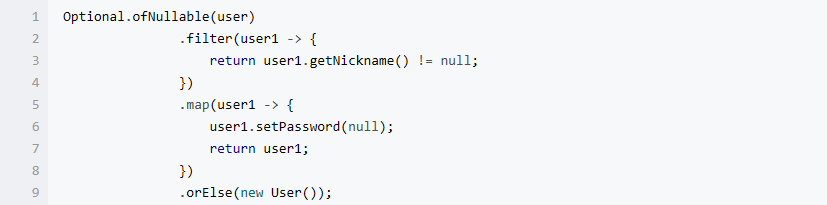 1 Optional.ofNullable(user)
2 .filter(user1 -> {
3 return user1.getNickname() != null;
4 })
5 .map(user1 -> {
6 user1.setPassword(null);
7 return user1;
8 })
9 .orElse(new User());